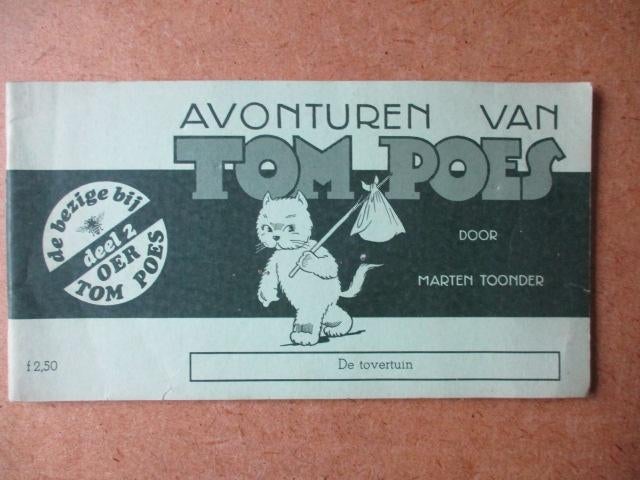 AVONTUREN VAN
TOM POES
de bezige bij
deel 2
OER
TOM POES
DOOR
MARTEN TOONDER
f 2,50
De tovertuin